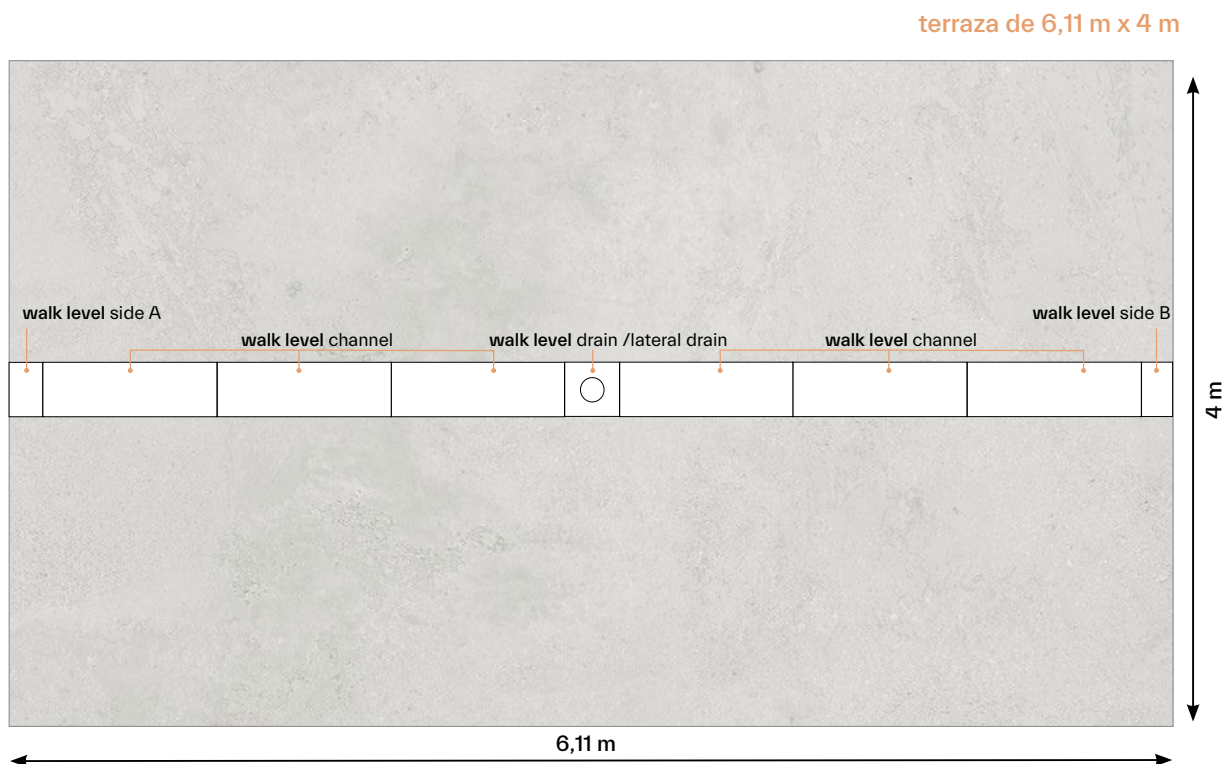 terraza de 6,11 m x 4 m
walk level side A
walk level side B
walk level channel
walk level drain /lateral drain
walk level channel
4 m
6,11 m